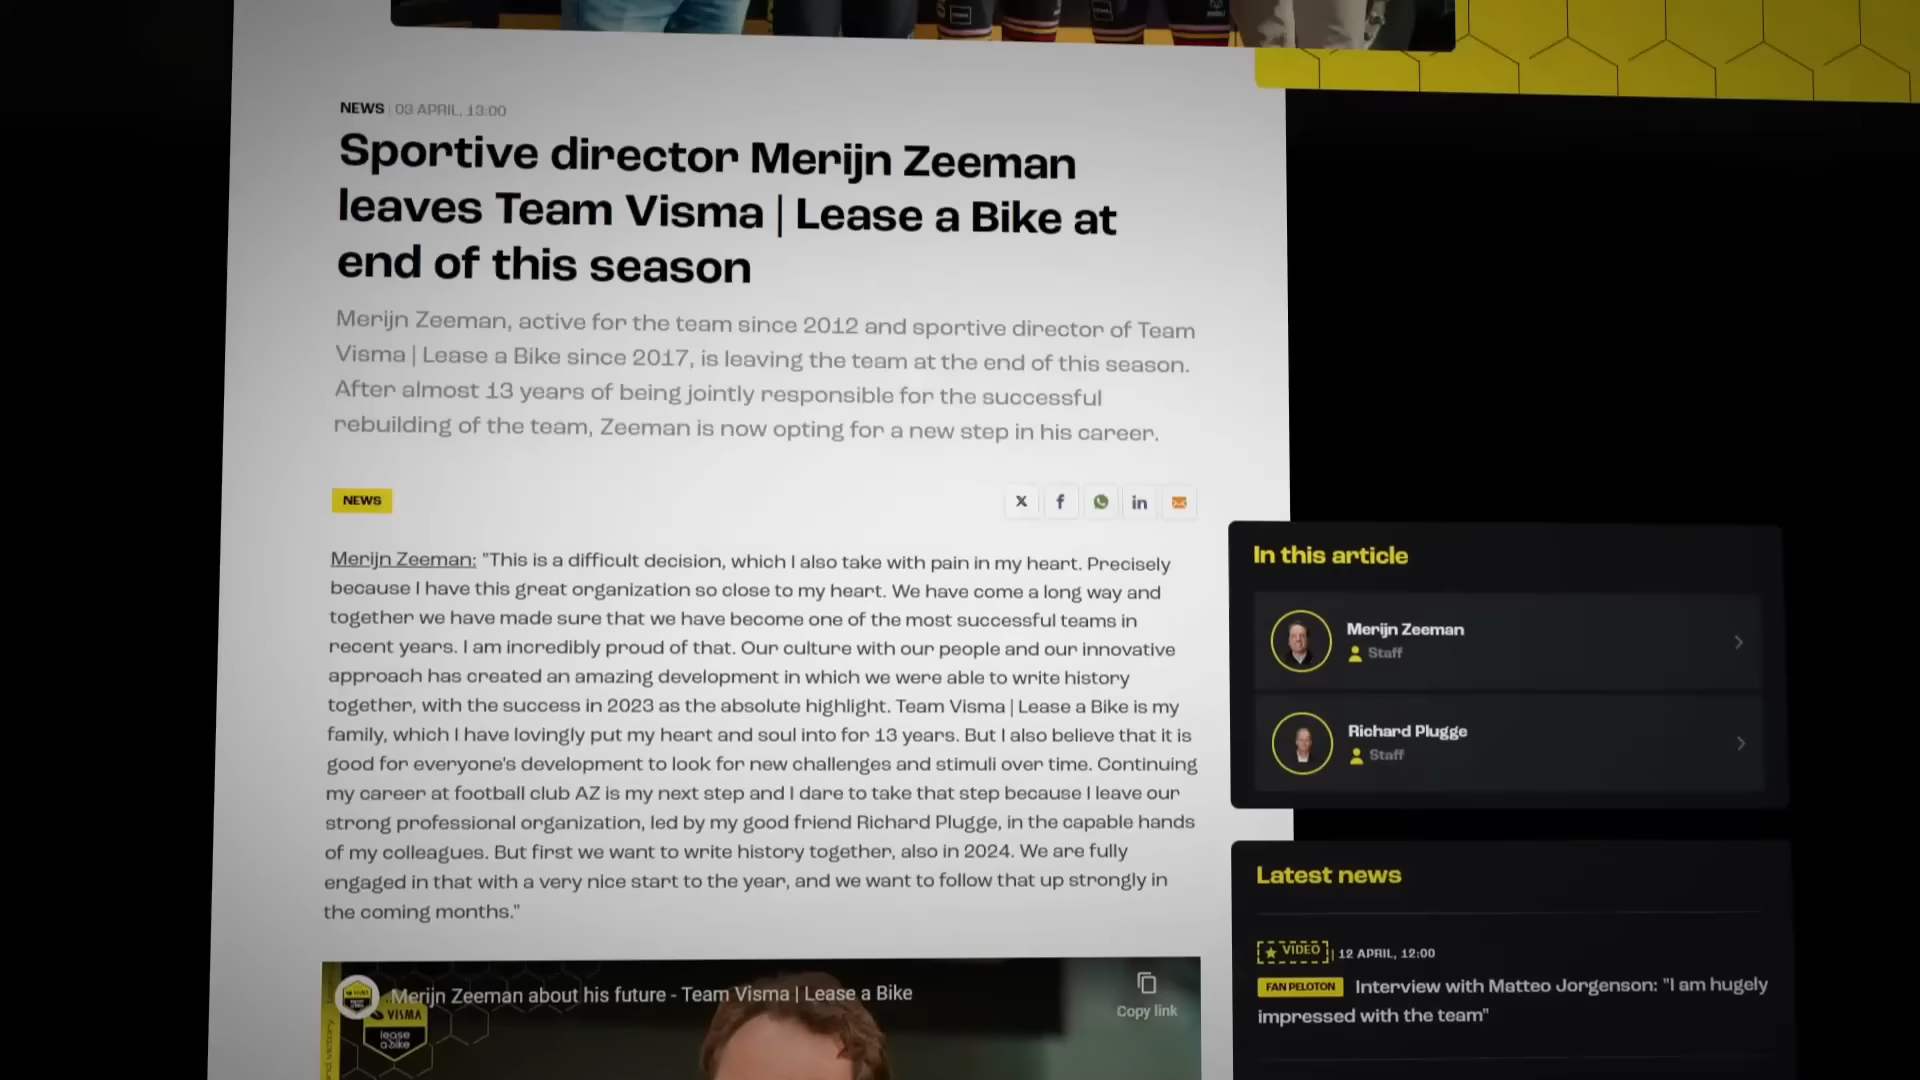 NEWS | 03 APRIL, 13:00
Sportive director Merijn Zeeman
leaves Team Visma | Lease a Bike at
end of this season
Merijn Zeeman, active for the team since 2012 and sportive director of Team
Visma | Lease a Bike since 2017, is leaving the team at the end of this season.
After almost 13 years of being jointly responsible for the successful
rebuilding of the team, Zeeman is now opting for a new step in his career.
NEWS
Merijn Zeeman: "This is a difficult decision, which I also take with pain in my heart. Precisely
because I have this great organization so close to my heart. We have come a long way and
together we have made sure that we have become one of the most successful teams in
recent years. I am incredibly proud of that. Our culture with our people and our innovative
approach has created an amazing development in which we were able to write history
together, with the success in 2023 as the absolute highlight. Team Visma | Lease a Bike is my
family, which I have lovingly put my heart and soul into for 13 years. But I also believe that it is
good for everyone's development to look for new challenges and stimuli over time. Continuing
my career at football club AZ is my next step and I dare to take that step because I leave our
strong professional organization, led by my good friend Richard Plugge, in the capable hands
of my colleagues. But first we want to write history together, also in 2024. We are fully
engaged in that with a very nice start to the year, and we want to follow that up strongly in
the coming months."
Merijn Zeeman about his future - Team Visma | Lease a Bike
Copy link
VISMA
lease
a bike
In this article
Merijn Zeeman
Staff
Richard Plugge
Staff
Latest news
VIDEO | 12 APRIL, 12:00
FAN PELOTON Interview with Matteo Jorgenson: "I am hugely
impressed with the team"